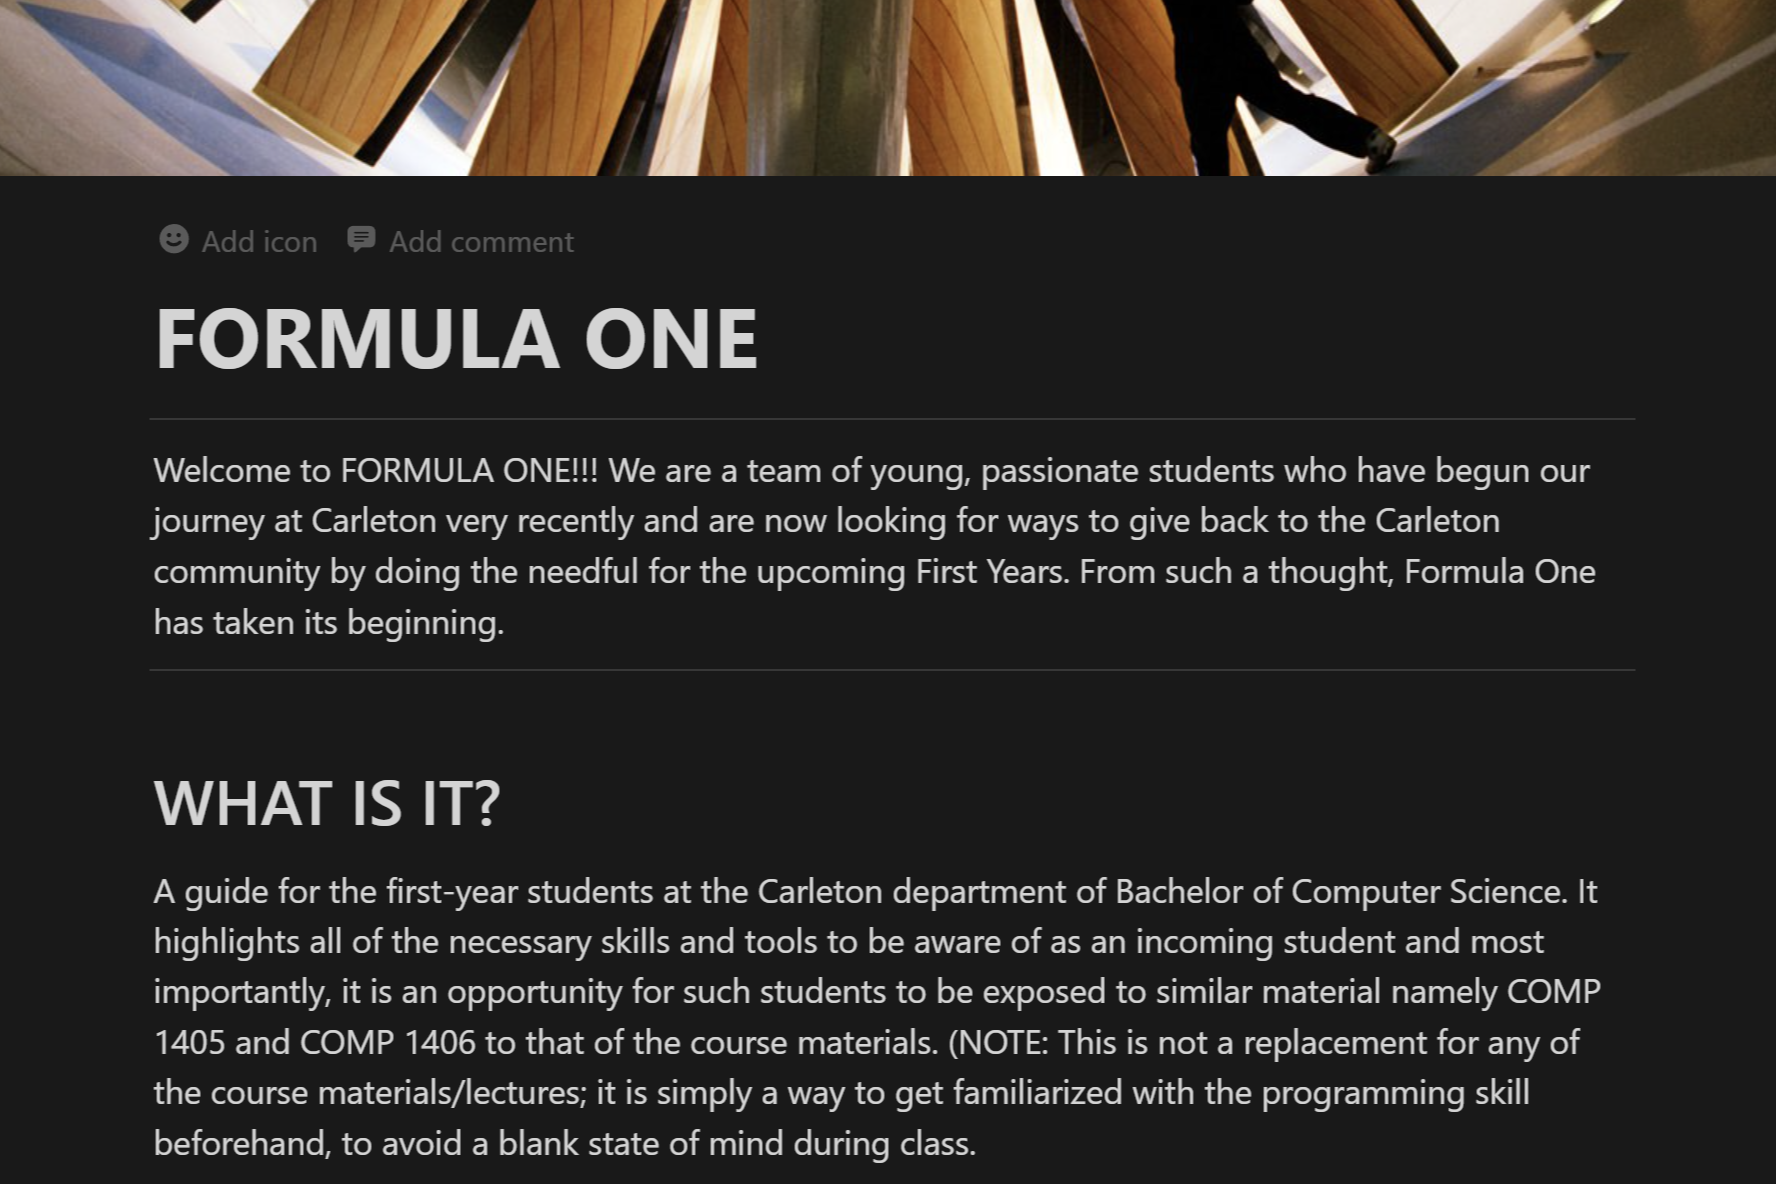 Add icon Add comment
FORMULA ONE
Welcome to FORMULA ONE!!! We are a team of young, passionate students who have begun our
journey at Carleton very recently and are now looking for ways to give back to the Carleton
community by doing the needful for the upcoming First Years. From such a thought, Formula One
has taken its beginning.
WHAT IS IT?
A guide for the first-year students at the Carleton department of Bachelor of Computer Science. It
highlights all of the necessary skills and tools to be aware of as an incoming student and most
importantly, it is an opportunity for such students to be exposed to similar material namely COMP
1405 and COMP 1406 to that of the course materials. (NOTE: This is not a replacement for any of
the course materials/lectures; it is simply a way to get familiarized with the programming skill
beforehand, to avoid a blank state of mind during class.